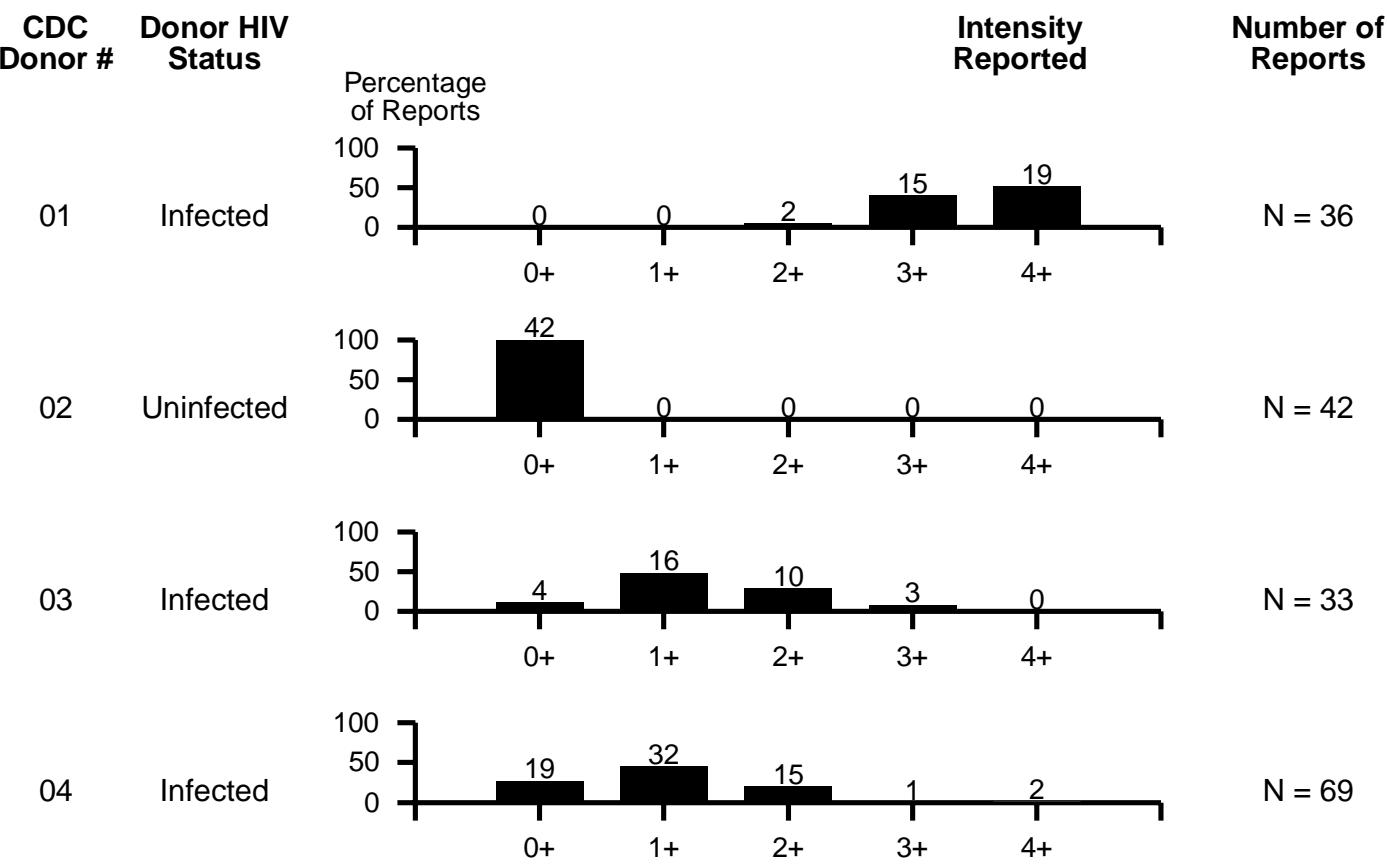 CDC Donor HIV Intensity Number of
Donor # Status Reported Reports
Percentage
of Reports
100
15 19
50
01 Infected 0 0 2 N = 36
0
0+ 1+ 2+ 3+ 4+
42
100
50
02 Uninfected 0 0 0 0 N = 42
0
0+ 1+ 2+ 3+ 4+
100
16
50 10
03 Infected 4 3 0 N = 33
0
0+ 1+ 2+ 3+ 4+
100
32
50 19 15
04 Infected 1 2 N = 69
0
0+ 1+ 2+ 3+ 4+